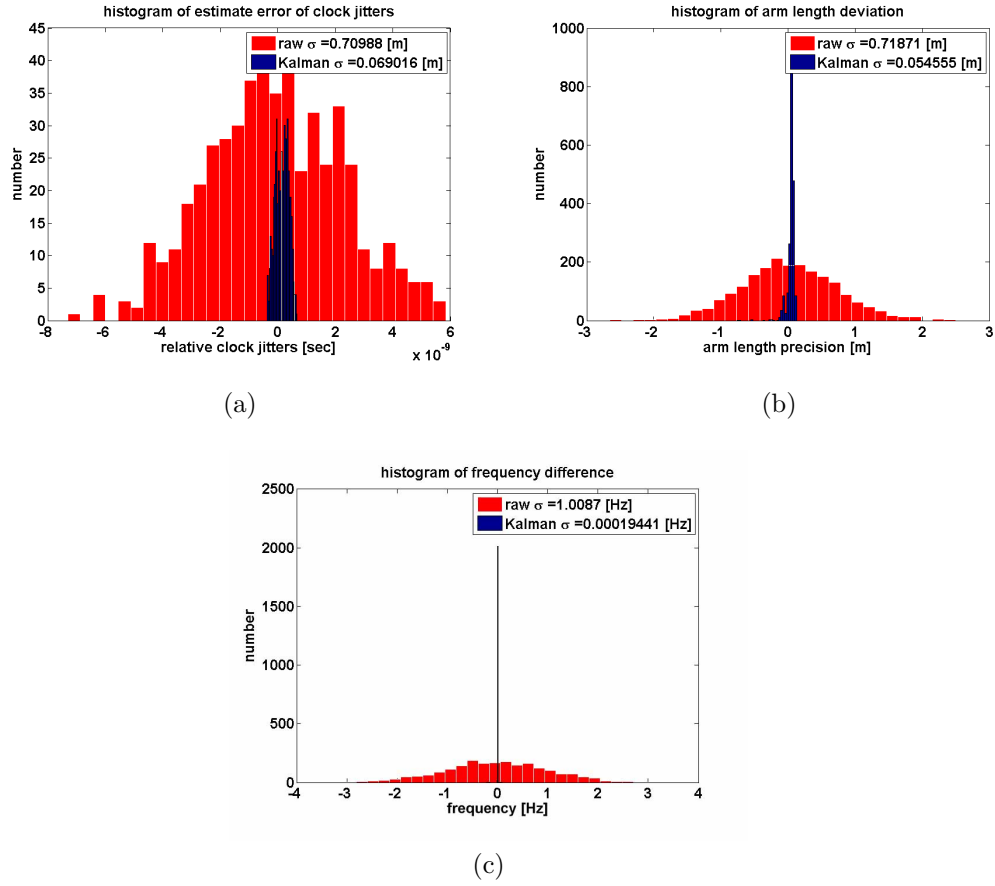 histogram of estimate error of clock jitters
raw σ =0.70988 [m]
Kalman σ =0.069016 [m]
number
45
40
35
30
25
20
15
10
5
0
-8 -6 -4 -2 0 2 4 6
relative clock jitters [sec]
x 10⁻⁹
(a)
histogram of arm length deviation
raw σ =0.71871 [m]
Kalman σ =0.054555 [m]
number
1000
800
600
400
200
0
-3 -2 -1 0 1 2 3
arm length precision [m]
(b)
histogram of frequency difference
raw σ =1.0087 [Hz]
Kalman σ =0.00019441 [Hz]
number
2500
2000
1500
1000
500
0
-4 -3 -2 -1 0 1 2 3 4
frequency [Hz]
(c)